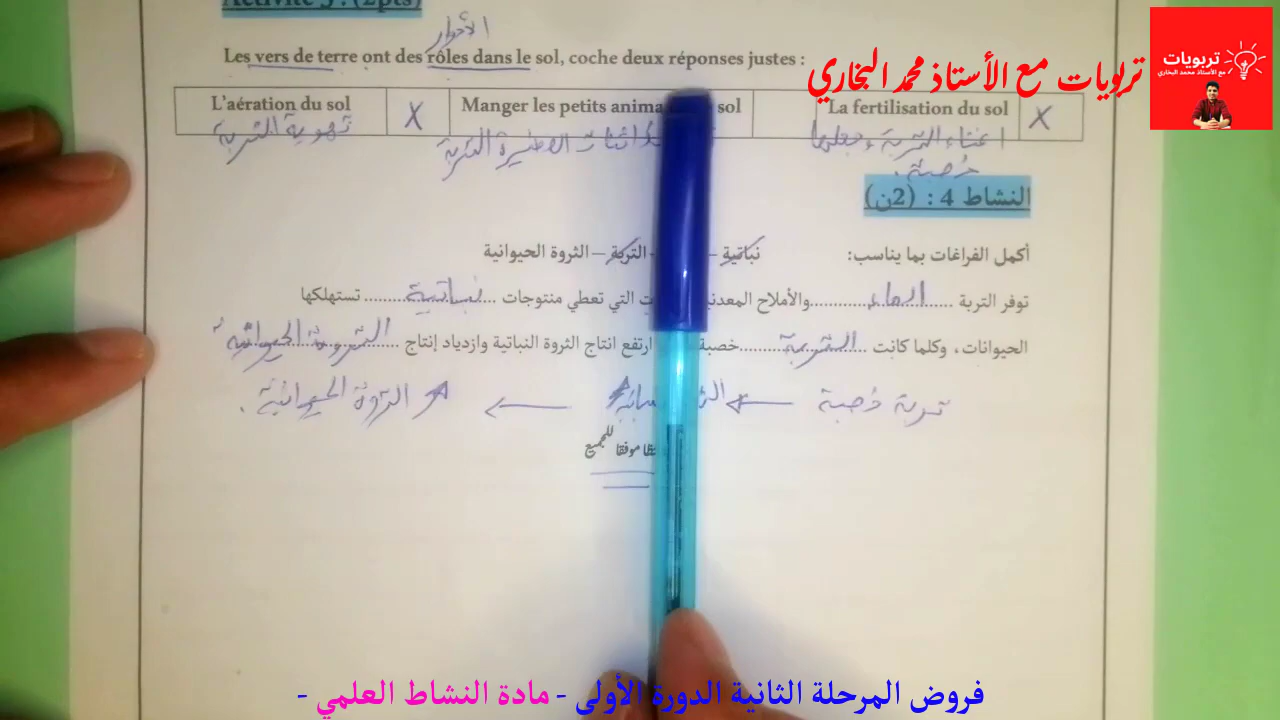 Activité 3 : (2pts)
الأدوار
Les vers de terre ont des rôles dans le sol, coche deux réponses justes :
تربويات مع الأستاذ محمد البخاري
تربويات
مع الأستاذ محمد البخاري
L'aération du sol X Manger les petits anima sol La fertilisation du sol X
تهوية التربة
الصغيرة التربة
اغناء التربة وجعلها
خصبة.
النشاط 4 : (2ن)
أكمل الفراغات بما يناسب: نباتية – – التربة – الثروة الحيوانية
توفر التربة الماء والأملاح التي تعطي منتوجات نباتية تستهلكها
الحيوانات، وكلما كانت التربة خصبة ارتفع انتاج الثروة النباتية وازدياد إنتاج الثروة الحيوانية
تربة خصبة ← ← الثروة الحيوانية.
موفقا للجميع
فروض المرحلة الثانية الدورة الأولى - مادة النشاط العلمي -